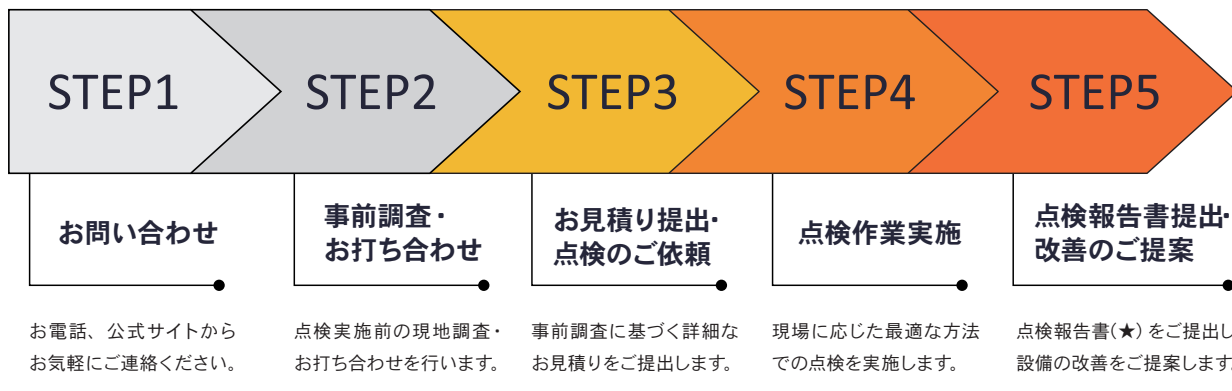 STEP1
STEP2
STEP3
STEP4
STEP5
お問い合わせ
お電話、公式サイトから
お気軽にご連絡ください。
事前調査・
お打ち合わせ
点検実施前の現地調査・
お打ち合わせを行います。
お見積り提出・
点検のご依頼
事前調査に基づく詳細な
お見積りをご提出します。
点検作業実施
現場に応じた最適な方法
での点検を実施します。
点検報告書提出・
改善のご提案
点検報告書(★)をご提出し
設備の改善をご提案します